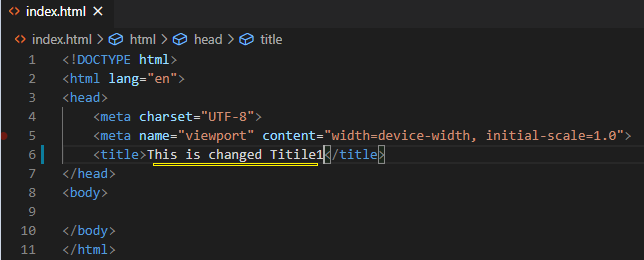 <> index.html ×
<> index.html > html > head > title
1 <!DOCTYPE html>
2 <html lang="en">
3 <head>
4     <meta charset="UTF-8">
5     <meta name="viewport" content="width=device-width, initial-scale=1.0">
6     <title>This is changed Titile1</title>
7 </head>
8 <body>
9
10 </body>
11 </html>